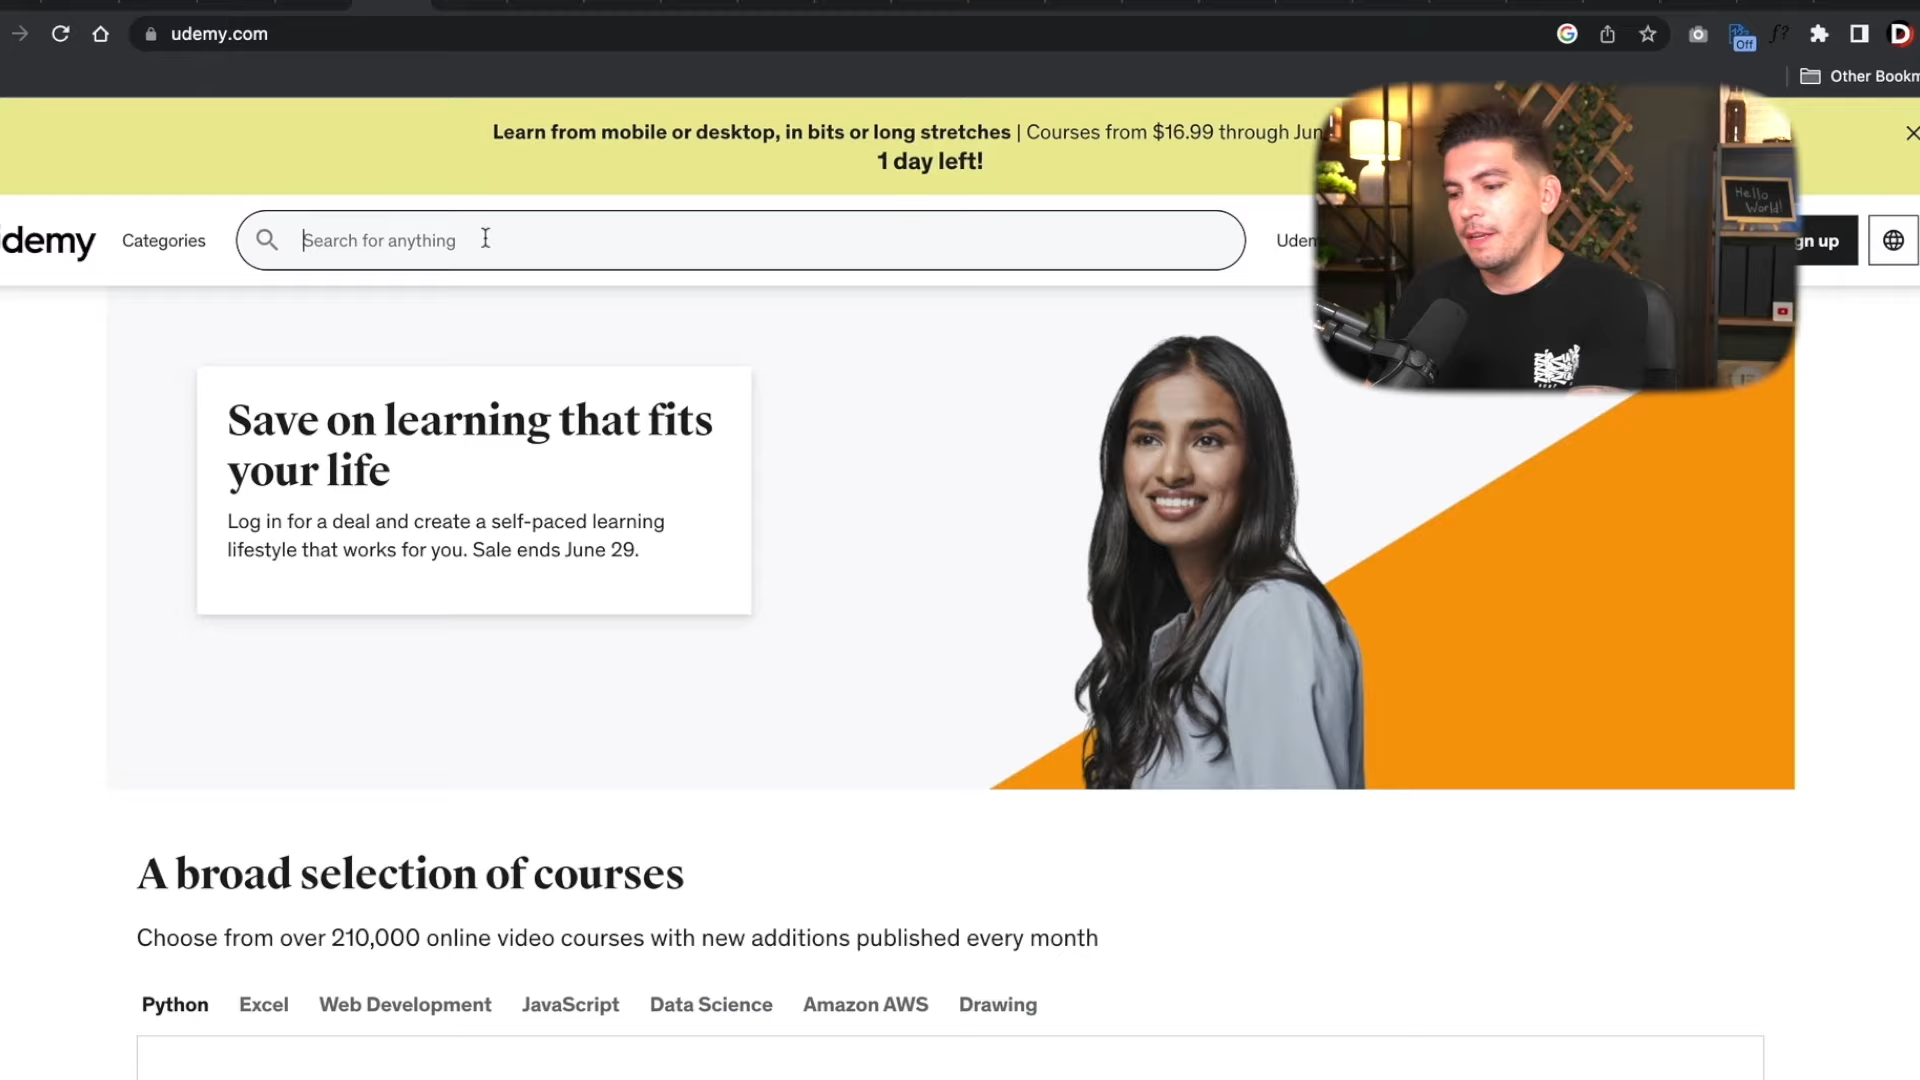 udemy.com
Off
Other Bookm
Learn from mobile or desktop, in bits or long stretches | Courses from $16.99 through Jun
1 day left!
demy
Categories
Search for anything
Udem
gn up
Hello
World!
Save on learning that fits
your life
Log in for a deal and create a self-paced learning
lifestyle that works for you. Sale ends June 29.
A broad selection of courses
Choose from over 210,000 online video courses with new additions published every month
Python Excel Web Development JavaScript Data Science Amazon AWS Drawing